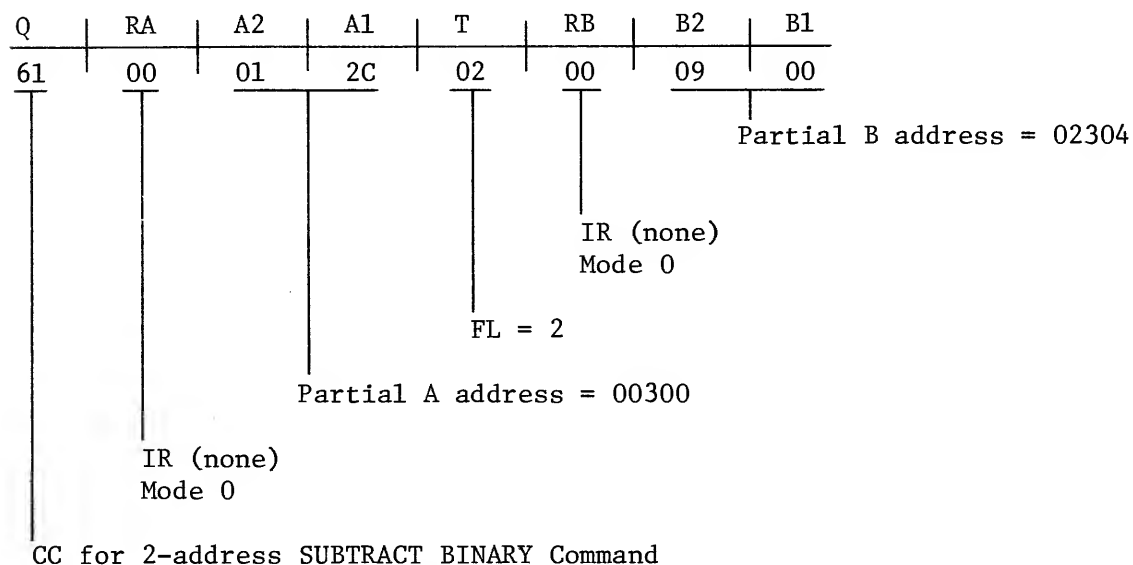 Q RA A2 A1 T RB B2 B1
61 00 01 2C 02 00 09 00
Partial B address = 02304
IR (none)
Mode 0
FL = 2
Partial A address = 00300
IR (none)
Mode 0
CC for 2-address SUBTRACT BINARY Command